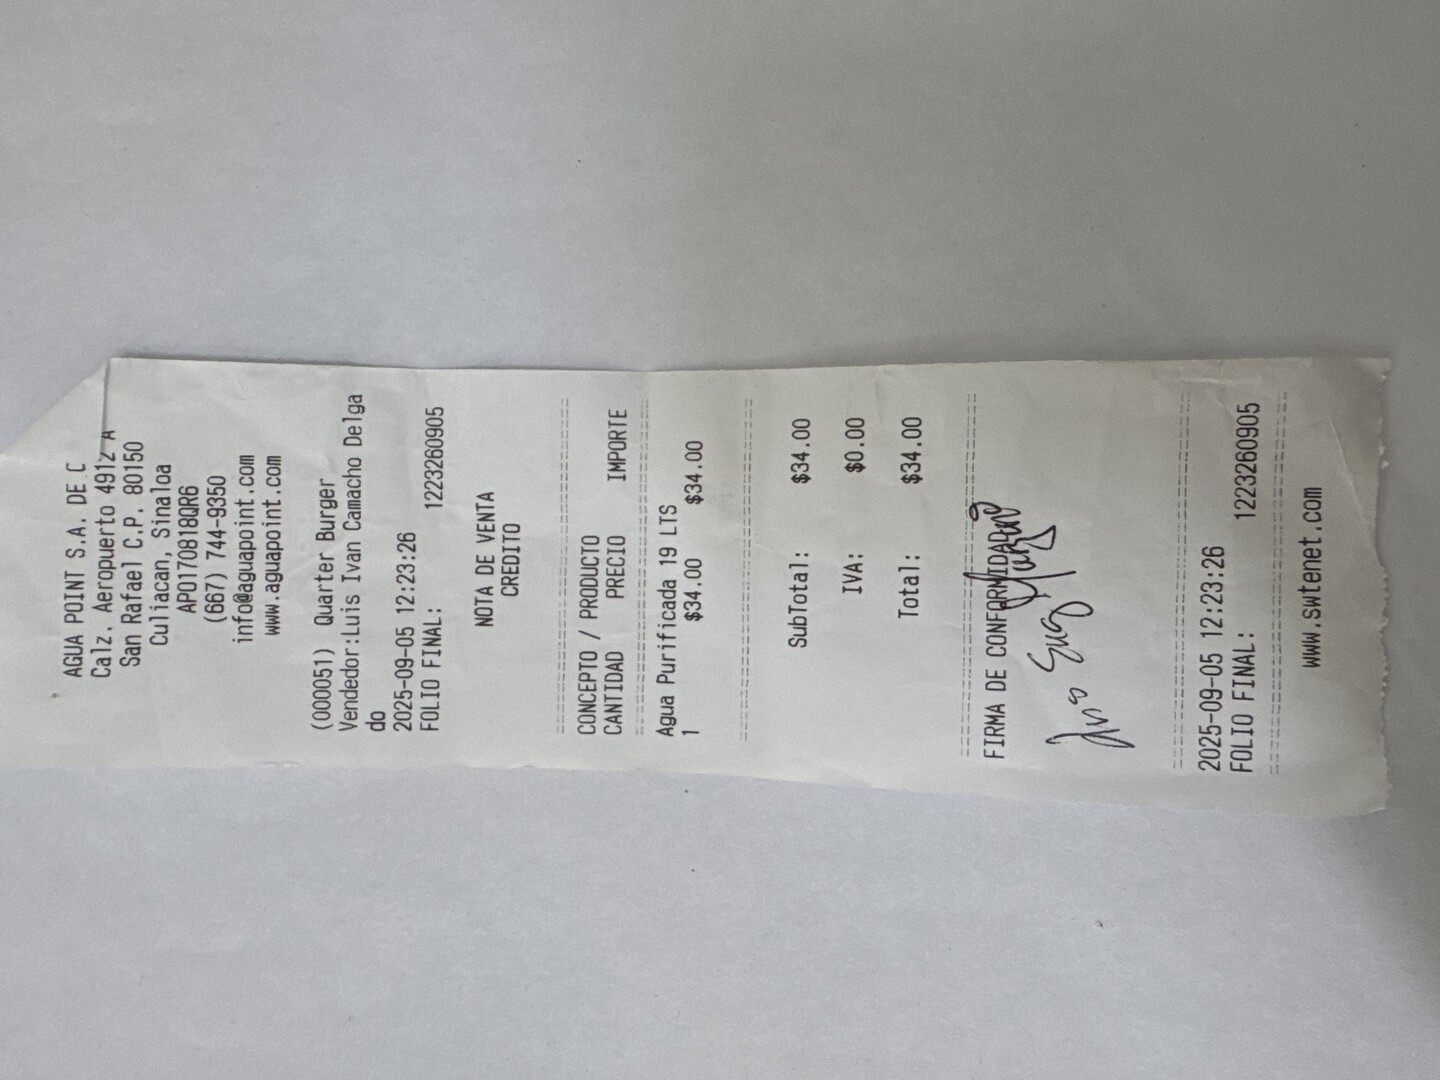 AGUA POINT S.A. DE C
Calz. Aeropuerto 4912 A
San Rafael C.P. 80150
Culiacan, Sinaloa
APO170818QR6
(667) 744-9350
info@aguapoint.com
www.aguapoint.com
(000051) Quarter Burger
Vendedor:Luis Ivan Camacho Delga
do
2025-09-05 12:23:26
FOLIO FINAL: 1223260905
NOTA DE VENTA
CREDITO
CONCEPTO / PRODUCTO
CANTIDAD PRECIO IMPORTE
Agua Purificada 19 LTS
1 $34.00 $34.00
SubTotal: $34.00
IVA: $0.00
Total: $34.00
FIRMA DE CONFORMIDAD
2025-09-05 12:23:26
FOLIO FINAL: 1223260905
www.swtenet.com